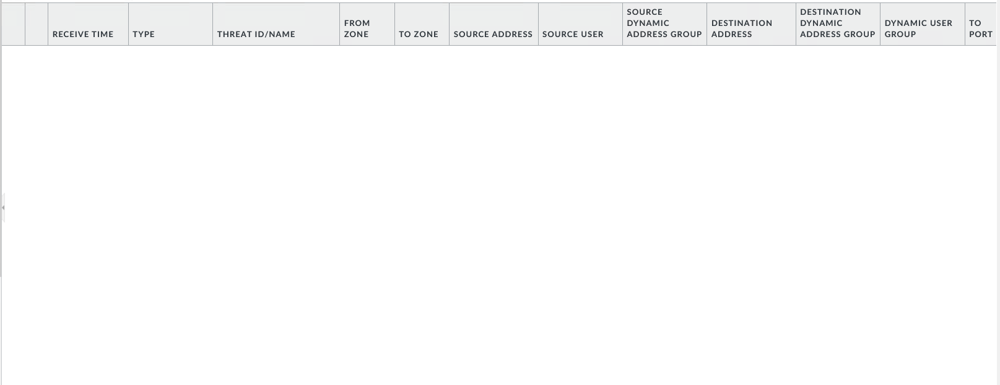 RECEIVE TIME
TYPE
THREAT ID/NAME
FROM
ZONE
TO ZONE
SOURCE ADDRESS
SOURCE USER
SOURCE
DYNAMIC
ADDRESS GROUP
DESTINATION
ADDRESS
DESTINATION
DYNAMIC
ADDRESS GROUP
DYNAMIC USER
GROUP
TO
PORT